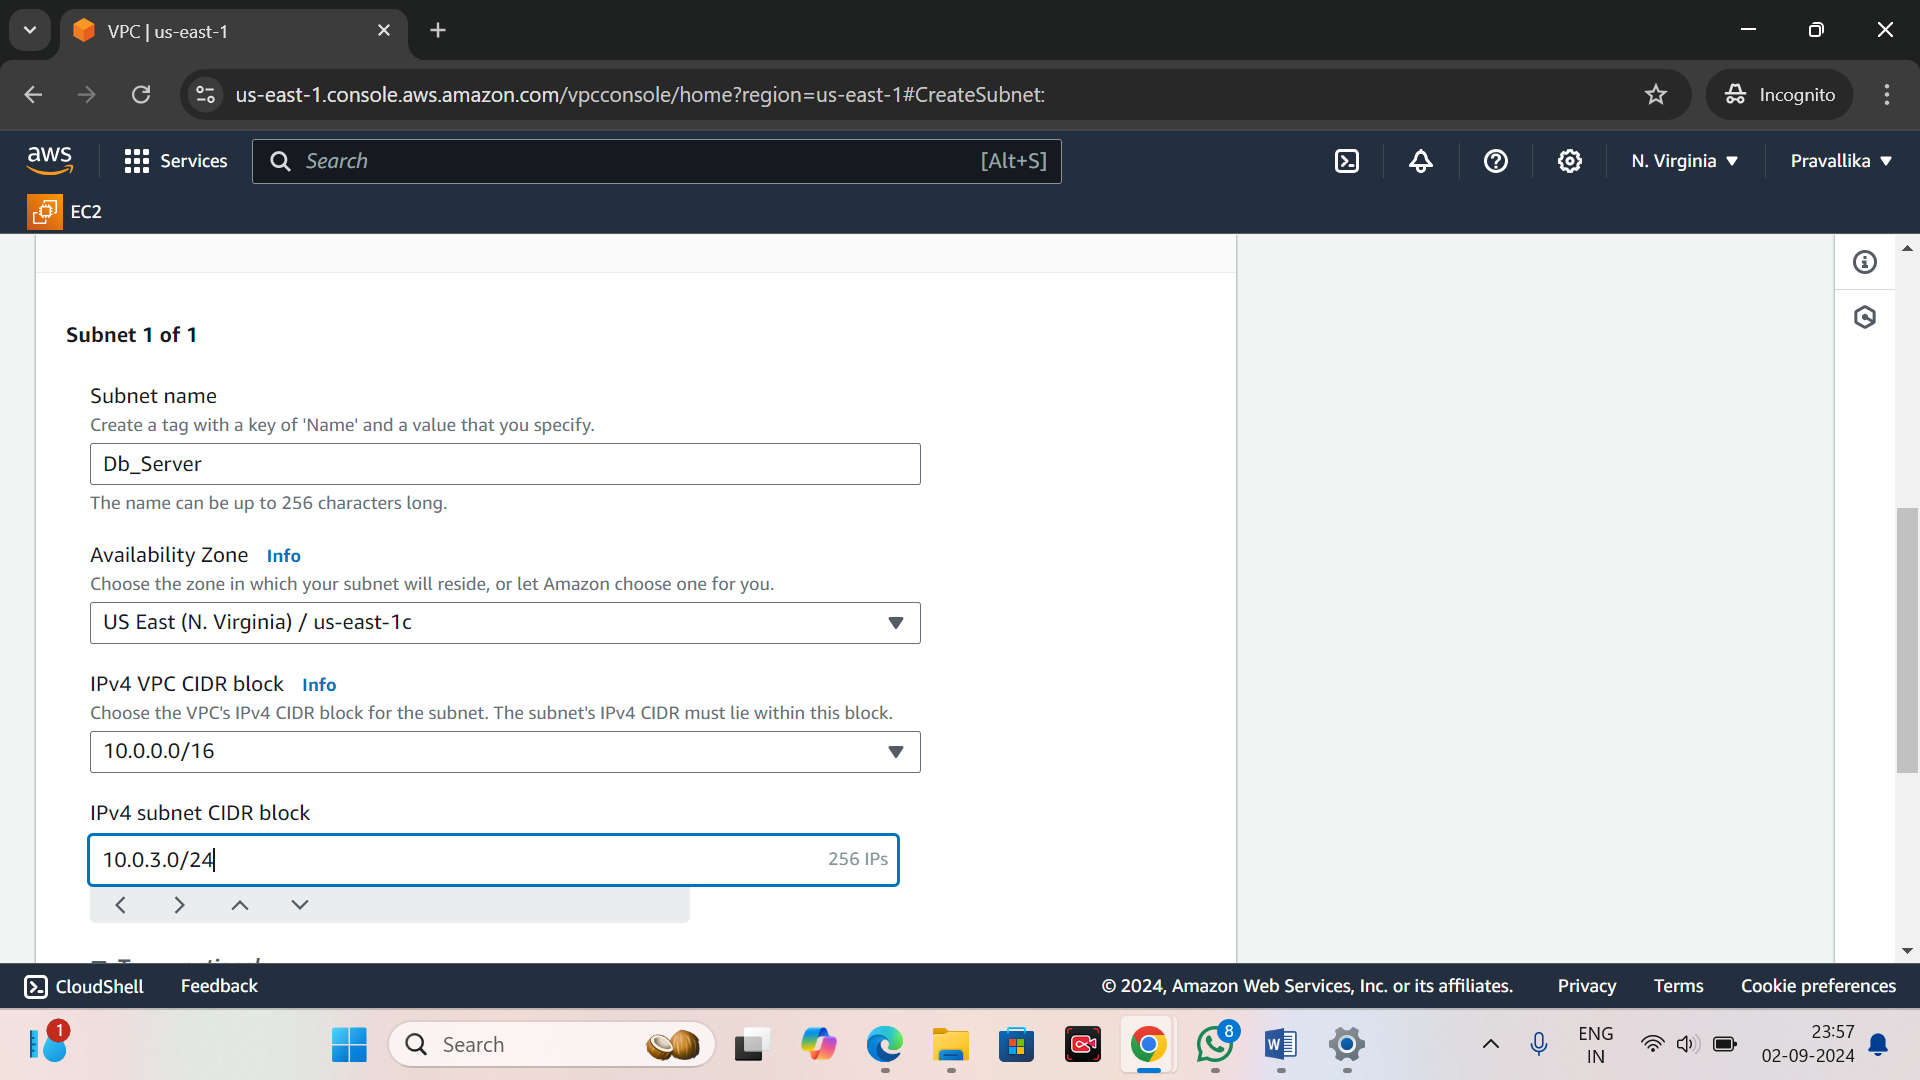 VPC | us-east-1
us-east-1.console.aws.amazon.com/vpcconsole/home?region=us-east-1#CreateSubnet:
Incognito
aws
Services
Search
[Alt+S]
N. Virginia
Pravallika
EC2
Subnet 1 of 1
Subnet name
Create a tag with a key of 'Name' and a value that you specify.
Db_Server
The name can be up to 256 characters long.
Availability Zone Info
Choose the zone in which your subnet will reside, or let Amazon choose one for you.
US East (N. Virginia) / us-east-1c
IPv4 VPC CIDR block Info
Choose the VPC's IPv4 CIDR block for the subnet. The subnet's IPv4 CIDR must lie within this block.
10.0.0.0/16
IPv4 subnet CIDR block
10.0.3.0/24
256 IPs
CloudShell
Feedback
© 2024, Amazon Web Services, Inc. or its affiliates.
Privacy
Terms
Cookie preferences
1
Search
8
ENG
IN
23:57
02-09-2024